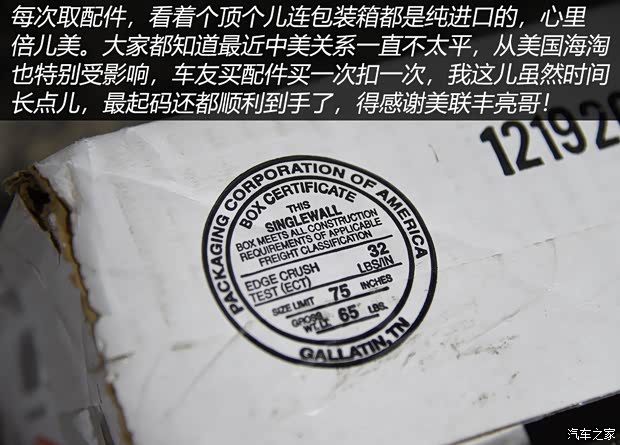 每次取配件，看着个顶个儿连包装箱都是纯进口的，心里
倍儿美。大家都知道最近中美关系一直不太平，从美国海淘
也特别受影响，车友买配件买一次扣一次，我这儿虽然时间
长点儿，最起码还都顺利到手了，得感谢美联丰亮哥！
1219
PACKAGING CORPORATION OF AMERICA
BOX CERTIFICATE
THIS
SINGLEWALL
BOX MEETS ALL CONSTRUCTION
REQUIREMENTS OF APPLICABLE
FREIGHT CLASSIFICATION
EDGE CRUSH
TEST (ECT)
32
LBS/IN
SIZE LIMIT 75 INCHES
GROSS
WT. LT. 65 LBS.
GALLATIN, TN
汽车之家